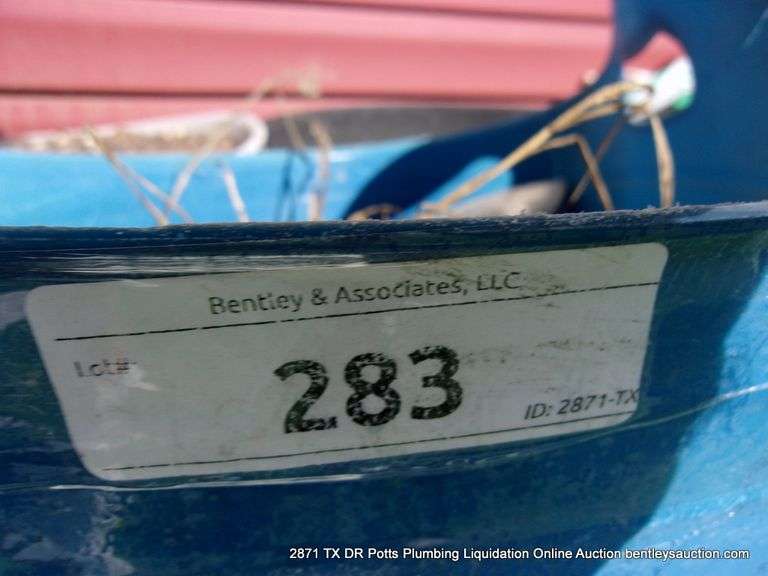 Bentley & Associates, LLC
Lot#:
283
ID: 2871-TX
2871 TX DR Potts Plumbing Liquidation Online Auction bentleysauction.com